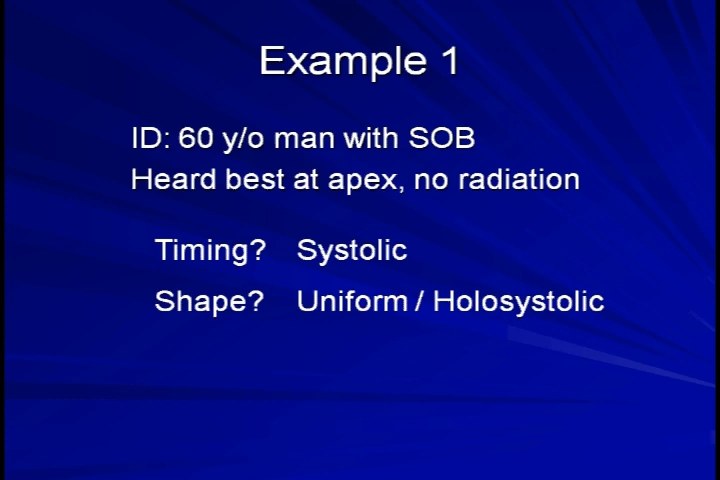 Example 1
ID: 60 y/o man with SOB
Heard best at apex, no radiation
Timing? Systolic
Shape? Uniform / Holosystolic